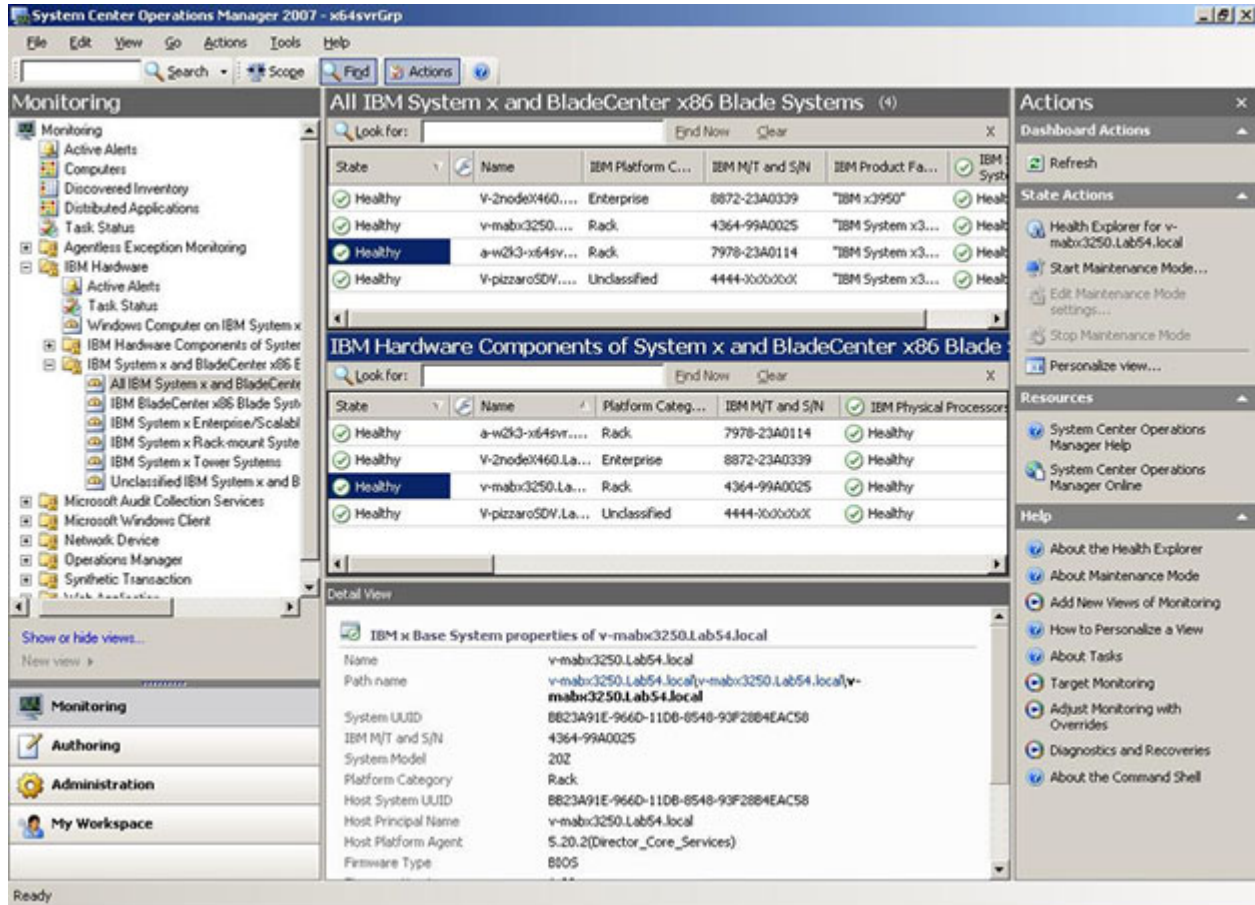 System Center Operations Manager 2007 - x64svrGrp
File Edit View Go Actions Tools Help
Search Scope Find Actions
Monitoring
Monitoring
Active Alerts
Computers
Discovered Inventory
Distributed Applications
Task Status
Agentless Exception Monitoring
IBM Hardware
Active Alerts
Task Status
Windows Computer on IBM System x
IBM Hardware Components of System
IBM System x and BladeCenter x86 B
All IBM System x and BladeCente
IBM BladeCenter x86 Blade Syst
IBM System x Enterprise/Scalabl
IBM System x Rack-mount Syste
IBM System x Tower Systems
Unclassified IBM System x and B
Microsoft Audit Collection Services
Microsoft Windows Client
Network Device
Operations Manager
Synthetic Transaction
Web Application
Show or hide views...
New view
Monitoring
Authoring
Administration
My Workspace
All IBM System x and BladeCenter x86 Blade Systems (4)
Look for: Find Now Clear X
State Name IBM Platform C... IBM M/T and S/N IBM Product Fa... IBM Syst
Healthy V-2nodeX460.... Enterprise 8872-23A0339 "IBM x3950" Healt
Healthy v-mabx3250.... Rack 4364-99A0025 "IBM System x3... Healt
Healthy a-w2k3-x64sv... Rack 7978-23A0114 "IBM System x3... Healt
Healthy V-pizzaroSDV.... Unclassified 4444-XxXxXxX "IBM System x3... Healt
IBM Hardware Components of System x and BladeCenter x86 Blade
Look for: Find Now Clear X
State Name Platform Categ... IBM M/T and S/N IBM Physical Processors
Healthy a-w2k3-x64svr.... Rack 7978-23A0114 Healthy
Healthy V-2nodeX460.La... Enterprise 8872-23A0339 Healthy
Healthy v-mabx3250.La... Rack 4364-99A0025 Healthy
Healthy V-pizzaroSDV.La... Unclassified 4444-XxXxXxX Healthy
Detail View
IBM x Base System properties of v-mabx3250.Lab54.local
Name v-mabx3250.Lab54.local
Path name v-mabx3250.Lab54.local\v-mabx3250.Lab54.local\v-
mabx3250.Lab54.local
System UUID BB23A91E-966D-11DB-8548-93F28B4EAC58
IBM M/T and S/N 4364-99A0025
System Model 20Z
Platform Category Rack
Host System UUID BB23A91E-966D-11DB-8548-93F28B4EAC58
Host Principal Name v-mabx3250.Lab54.local
Host Platform Agent 5.20.2(Director_Core_Services)
Firmware Type BIOS
Actions x
Dashboard Actions
Refresh
State Actions
Health Explorer for v-
mabx3250.Lab54.local
Start Maintenance Mode...
Edit Maintenance Mode
settings...
Stop Maintenance Mode
Personalize view...
Resources
System Center Operations
Manager Help
System Center Operations
Manager Online
Help
About the Health Explorer
About Maintenance Mode
Add New Views of Monitoring
How to Personalize a View
About Tasks
Target Monitoring
Adjust Monitoring with
Overrides
Diagnostics and Recoveries
About the Command Shell
Ready